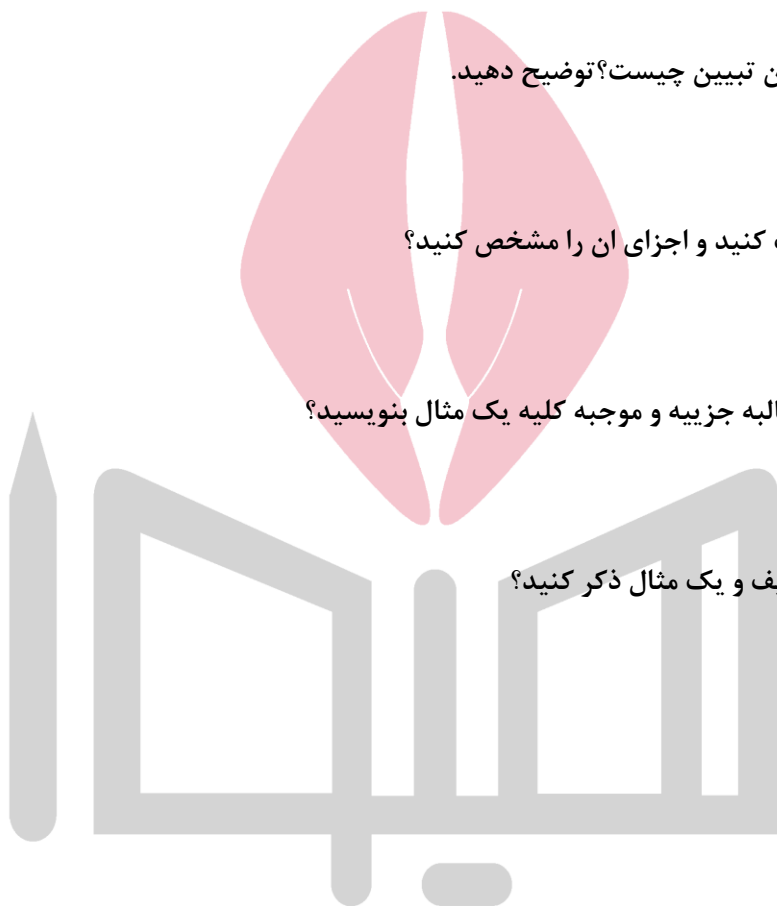 تبیین چیست؟توضیح دهید.
کنید و اجزای ان را مشخص کنید؟
جزییه و موجبه کلیه یک مثال بنویسید؟
و یک مثال ذکر کنید؟